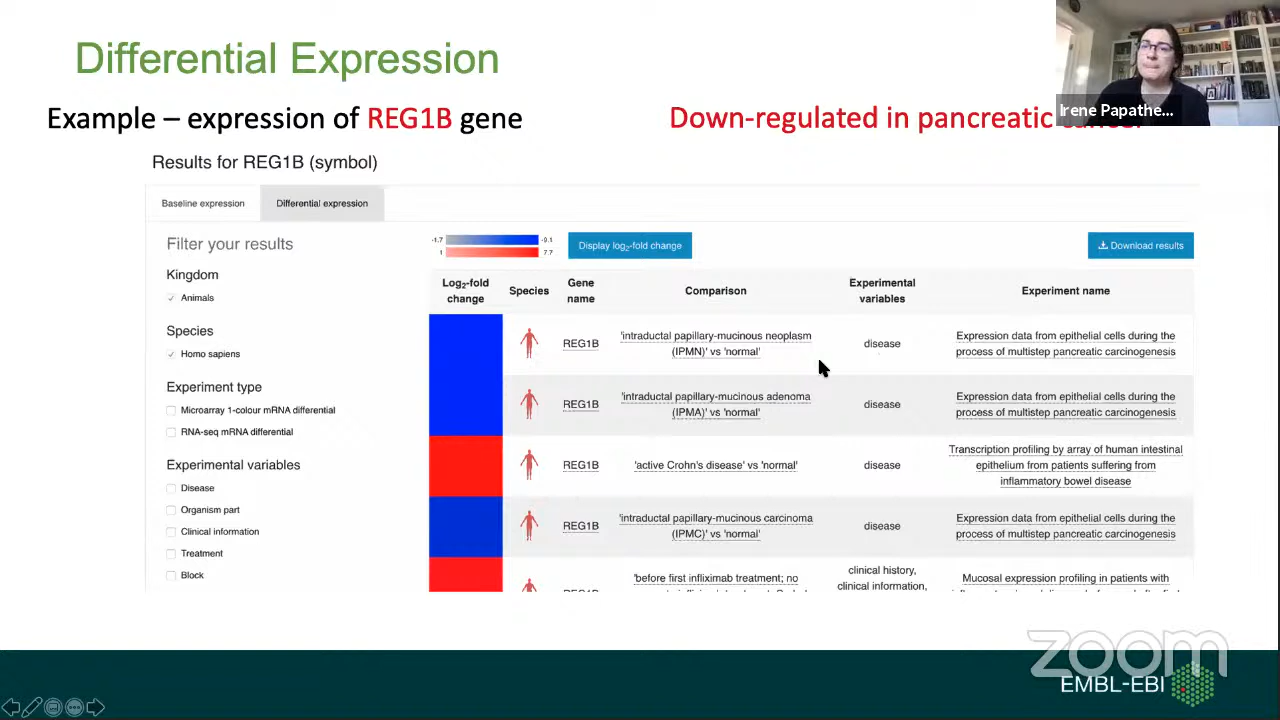 Differential Expression
Irene Papathe...
Example – expression of REG1B gene
Down-regulated in pancreatic
Results for REG1B (symbol)
Baseline expression
Differential expression
Filter your results
Kingdom
Animals
Species
Homo sapiens
Experiment type
Microarray 1-colour mRNA differential
RNA-seq mRNA differential
Experimental variables
Disease
Organism part
Clinical information
Treatment
Block
-1.7 -9.1
1 7.7
Display log2-fold change
Download results
Log2-fold
change
Species
Gene
name
Comparison
Experimental
variables
Experiment name
REG1B
'intraductal papillary-mucinous neoplasm
(IPMN)' vs 'normal'
disease
Expression data from epithelial cells during the
process of multistep pancreatic carcinogenesis
REG1B
'intraductal papillary-mucinous adenoma
(IPMA)' vs 'normal'
disease
Expression data from epithelial cells during the
process of multistep pancreatic carcinogenesis
REG1B
'active Crohn's disease' vs 'normal'
disease
Transcription profiling by array of human intestinal
epithelium from patients suffering from
inflammatory bowel disease
REG1B
'intraductal papillary-mucinous carcinoma
(IPMC)' vs 'normal'
disease
Expression data from epithelial cells during the
process of multistep pancreatic carcinogenesis
'before first infliximab treatment; no
clinical history,
clinical information,
Mucosal expression profiling in patients with
zoom
EMBL-EBI